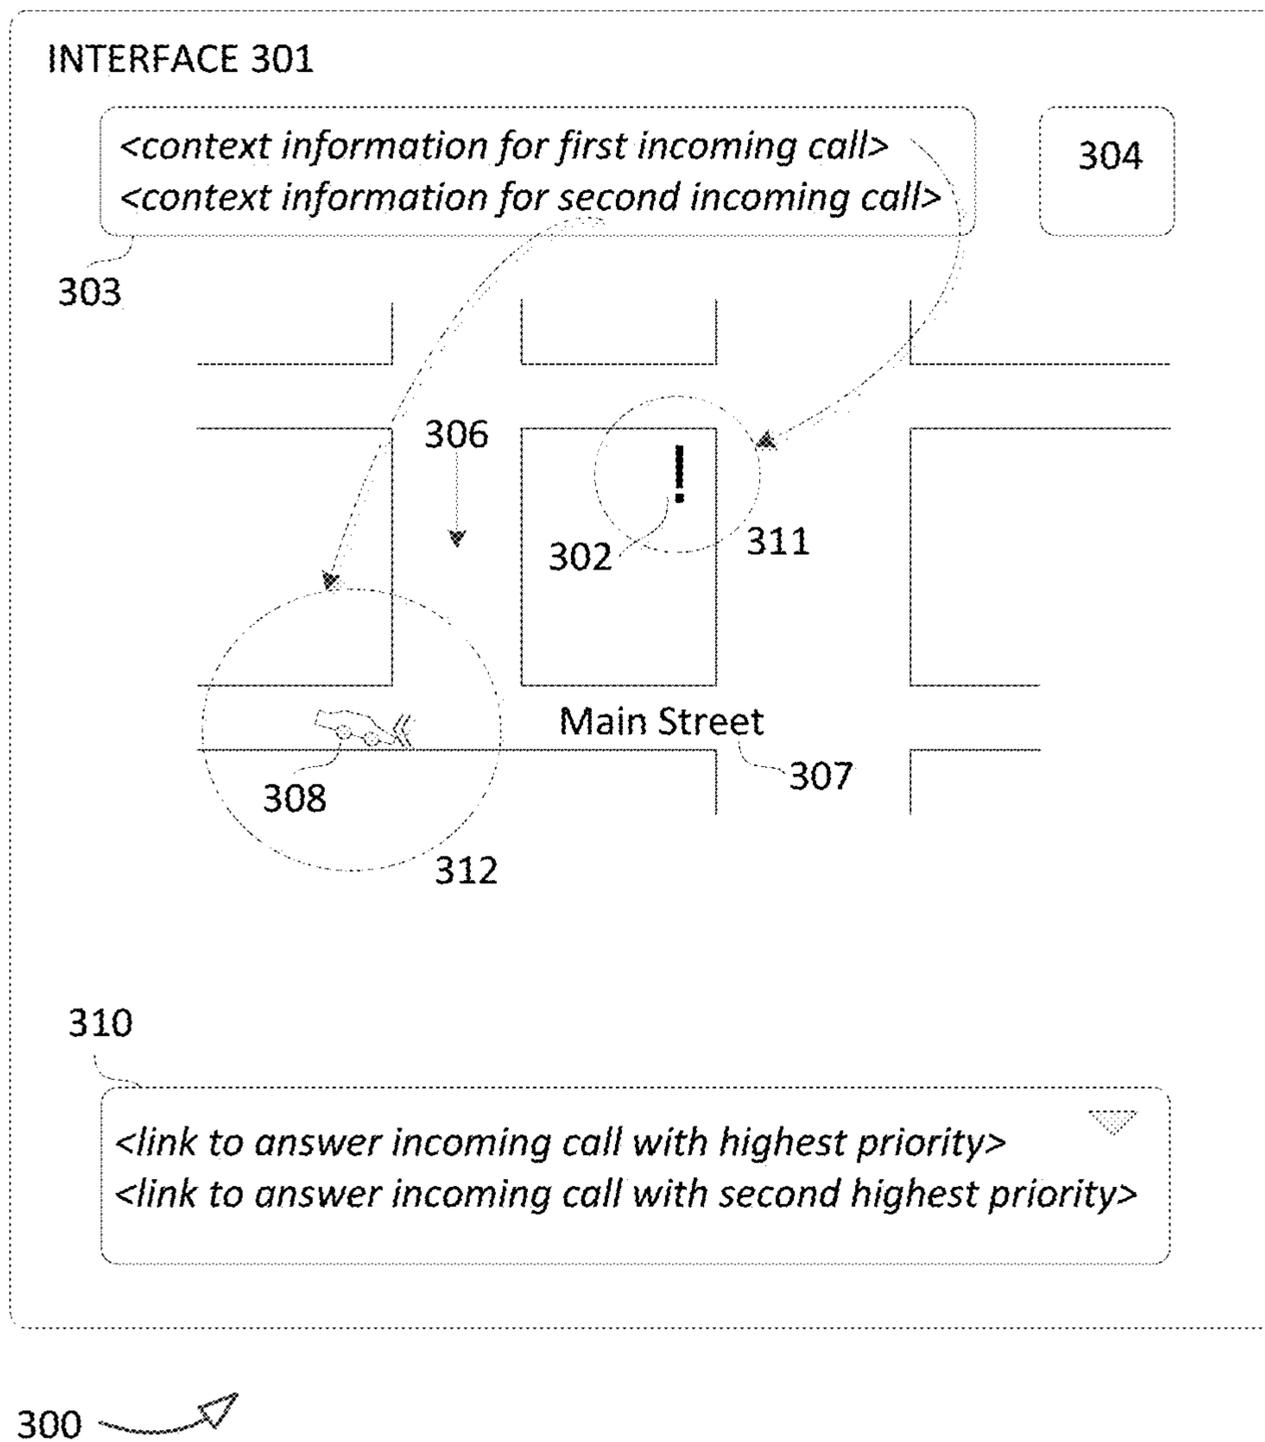 INTERFACE 301
<context information for first incoming call>
<context information for second incoming call>
304
303
306
302
311
Main Street
307
308
312
310
<link to answer incoming call with highest priority>
<link to answer incoming call with second highest priority>
300